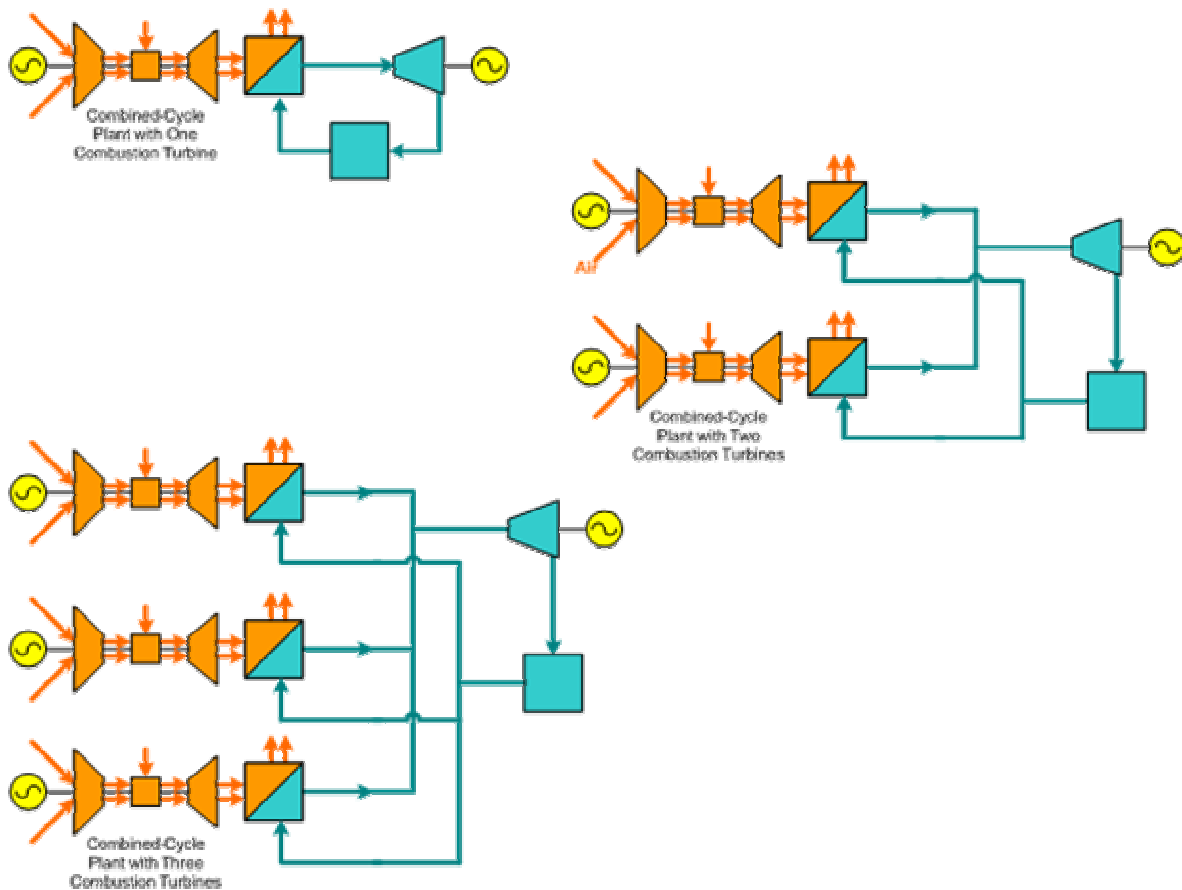 Combined-Cycle
Plant with One
Combustion Turbine
Air
Combined-Cycle
Plant with Two
Combustion Turbines
Combined-Cycle
Plant with Three
Combustion Turbines